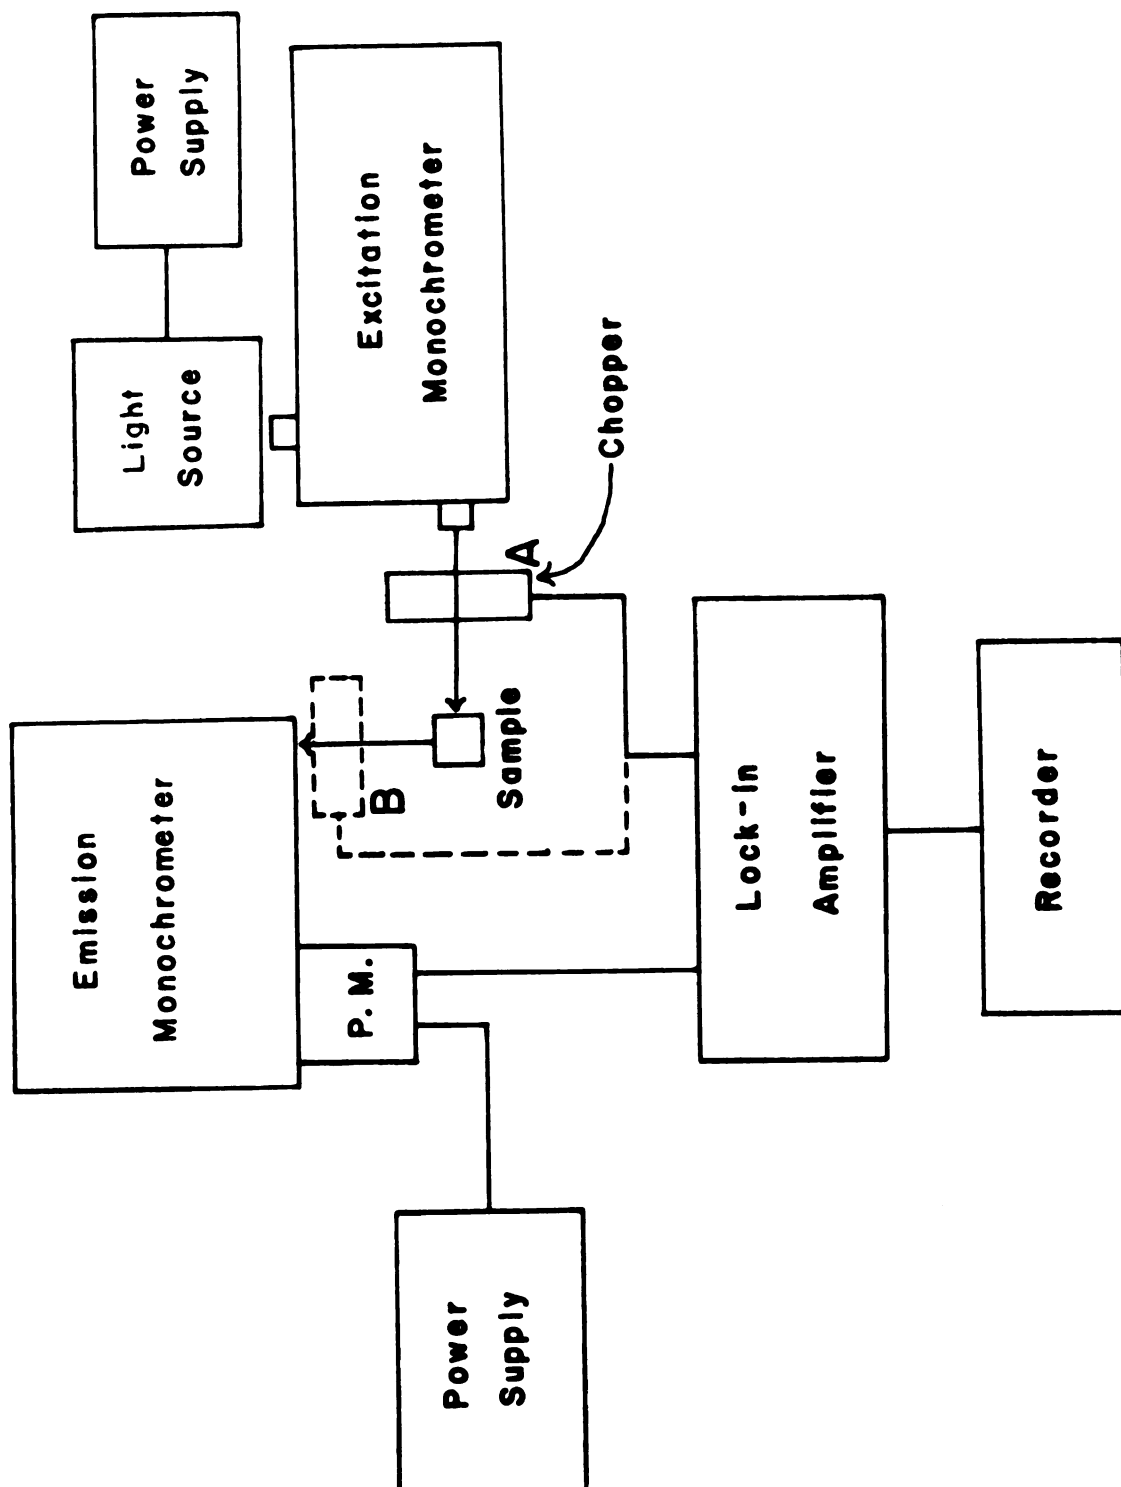 Power
Supply
Light
Source
Excitation
Monochrometer
Chopper
A
Sample
B
Emission
Monochrometer
P.M.
Lock-in
Amplifier
Recorder
Power
Supply